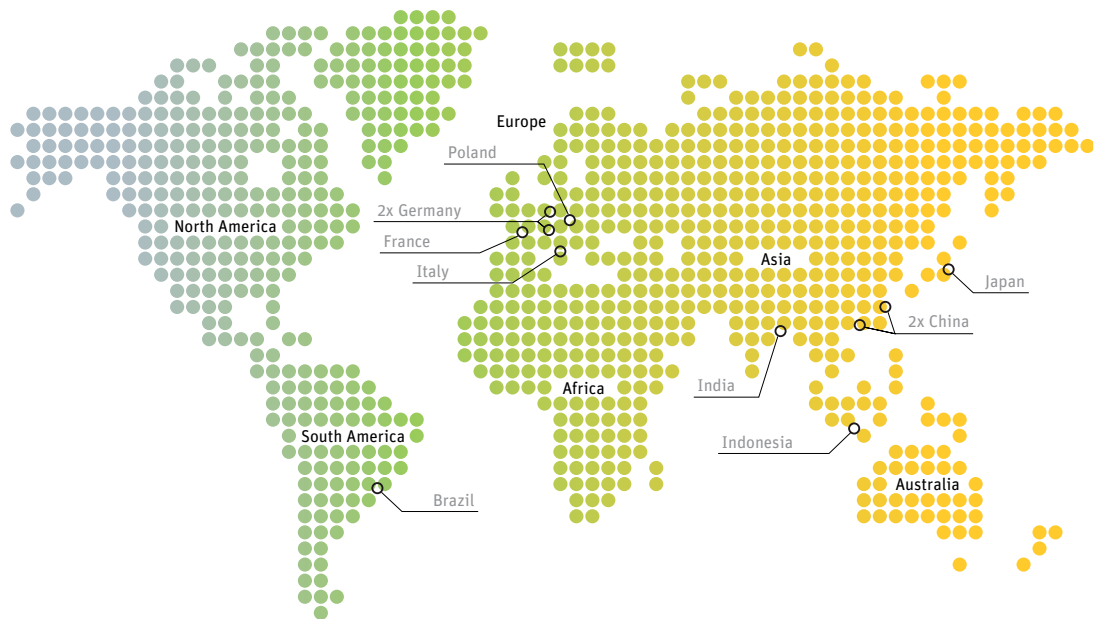 Europe
Poland
2x Germany
North America
France
Italy
Asia
Japan
2x China
India
Africa
South America
Indonesia
Australia
Brazil